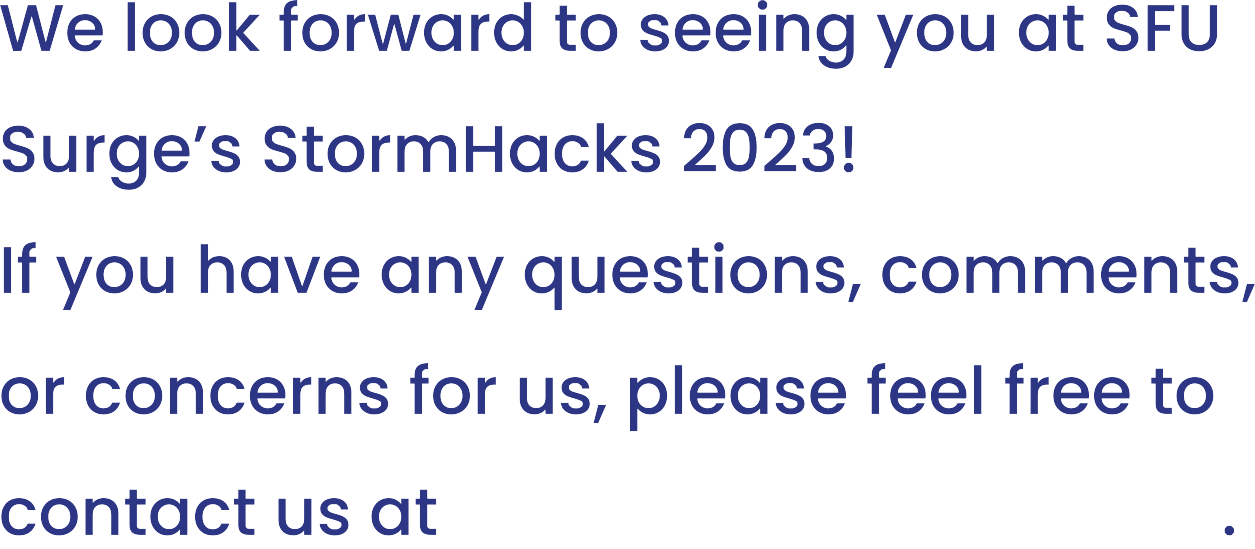 We look forward to seeing you at SFU
Surge’s StormHacks 2023!
If you have any questions, comments,
or concerns for us, please feel free to
contact us at .